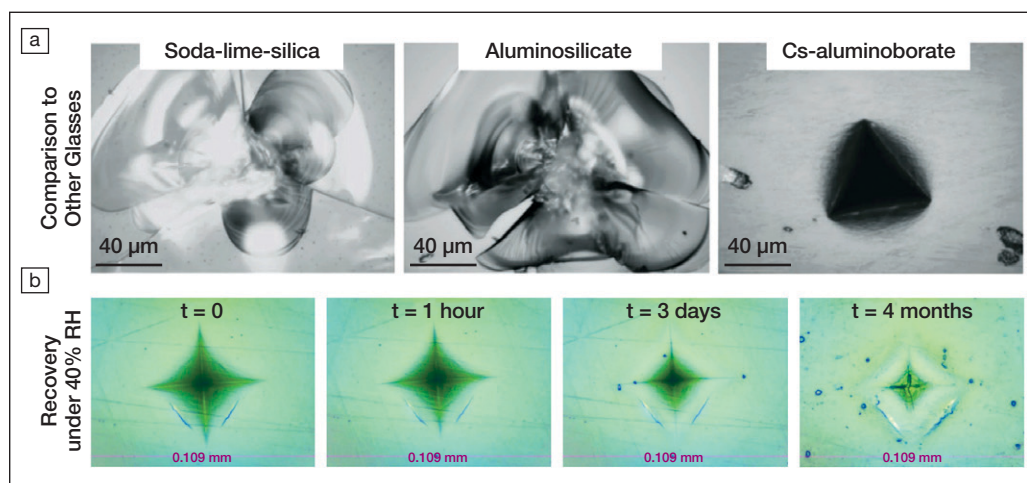 a
Soda-lime-silica
Aluminosilicate
Cs-aluminoborate
Comparison to
Other Glasses
40 µm
40 µm
40 µm
b
t = 0
t = 1 hour
t = 3 days
t = 4 months
Recovery
under 40% RH
0.109 mm
0.109 mm
0.109 mm
0.109 mm